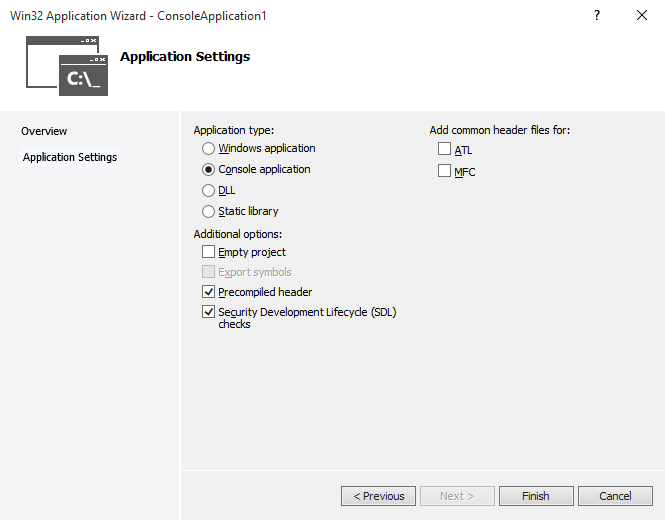 Win32 Application Wizard - ConsoleApplication1
?
C:\_
Application Settings
Overview
Application Settings
Application type:
Windows application
Console application
DLL
Static library
Additional options:
Empty project
Export symbols
Precompiled header
Security Development Lifecycle (SDL)
checks
Add common header files for:
ATL
MFC
< Previous
Next >
Finish
Cancel